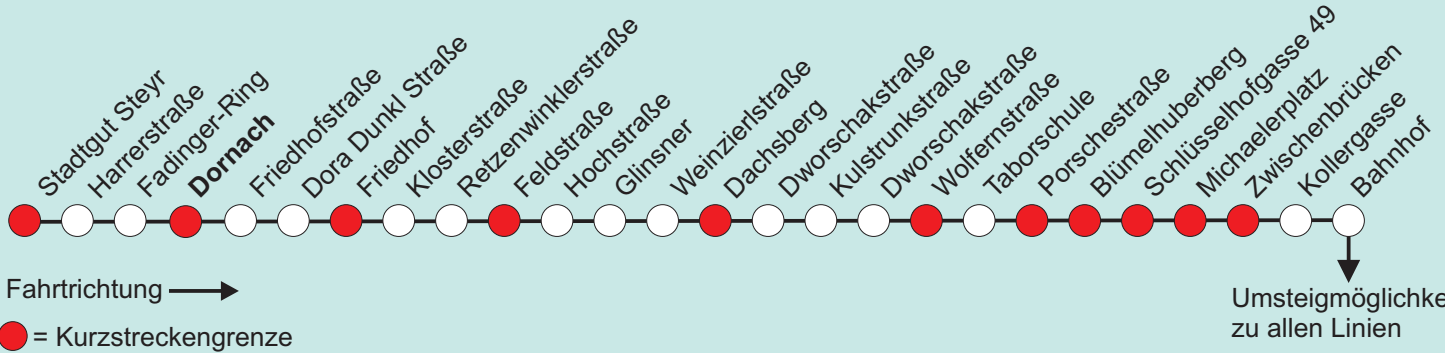 Stadtgut Steyr
Harrerstraße
Fadinger-Ring
Dornach
Friedhofstraße
Dora Dunkl Straße
Friedhof
Klosterstraße
Retzenwinklerstraße
Feldstraße
Hochstraße
Glinsner
Weinzierlstraße
Dachsberg
Dworschakstraße
Kulstrunkstraße
Dworschakstraße
Wolfernstraße
Taborschule
Porschestraße
Blümelhuberberg
Schlüsselhofgasse 49
Michaelerplatz
Zwischenbrücken
Kollergasse
Bahnhof
Fahrtrichtung
= Kurzstreckengrenze
Umsteigmöglichke
zu allen Linien